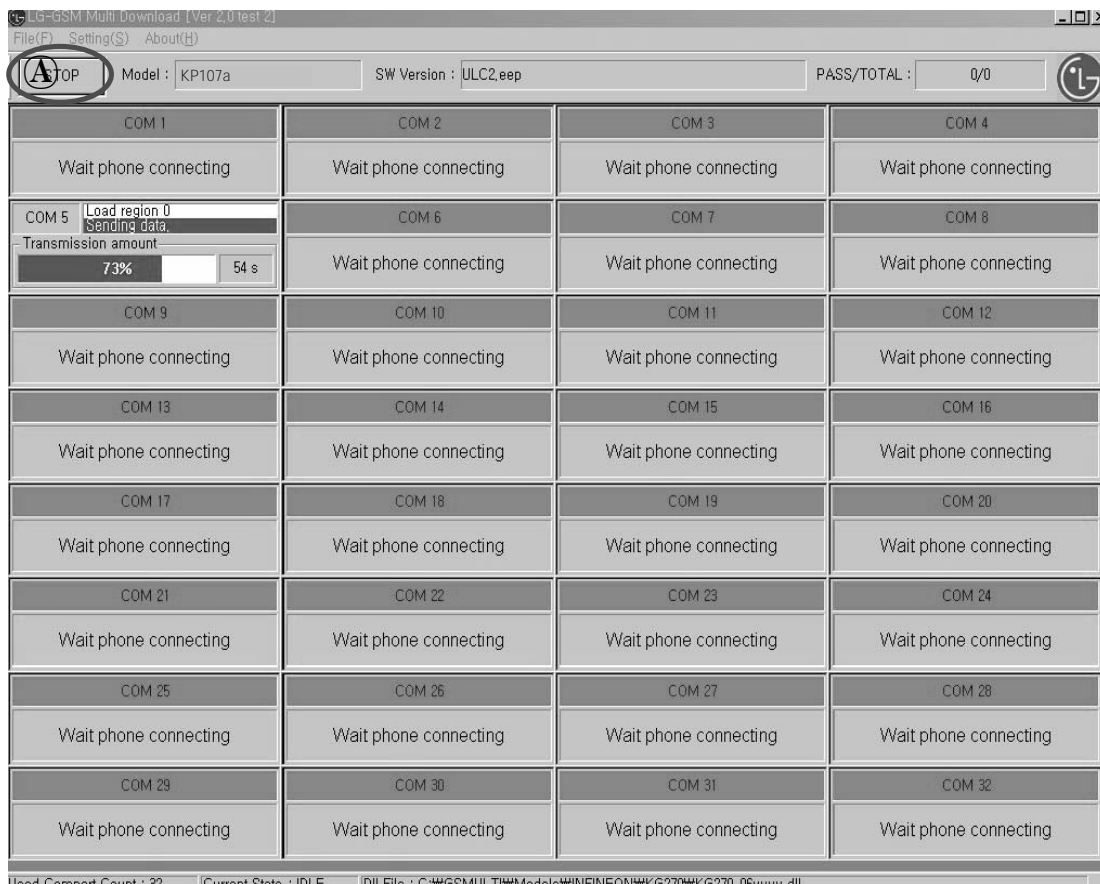 LG-GSM Multi Download [Ver 2,0 test 2]
File(F) Setting(S) About(H)
A STOP Model : KP107a SW Version : ULC2,eep PASS/TOTAL : 0/0
COM 1 COM 2 COM 3 COM 4
Wait phone connecting Wait phone connecting Wait phone connecting Wait phone connecting
COM 5 Load region 0 COM 6 COM 7 COM 8
Sending data,
Transmission amount
73% 54 s Wait phone connecting Wait phone connecting Wait phone connecting
COM 9 COM 10 COM 11 COM 12
Wait phone connecting Wait phone connecting Wait phone connecting Wait phone connecting
COM 13 COM 14 COM 15 COM 16
Wait phone connecting Wait phone connecting Wait phone connecting Wait phone connecting
COM 17 COM 18 COM 19 COM 20
Wait phone connecting Wait phone connecting Wait phone connecting Wait phone connecting
COM 21 COM 22 COM 23 COM 24
Wait phone connecting Wait phone connecting Wait phone connecting Wait phone connecting
COM 25 COM 26 COM 27 COM 28
Wait phone connecting Wait phone connecting Wait phone connecting Wait phone connecting
COM 29 COM 30 COM 31 COM 32
Wait phone connecting Wait phone connecting Wait phone connecting Wait phone connecting
Used Comport Count : 32 Current State : IDLE Dll File :